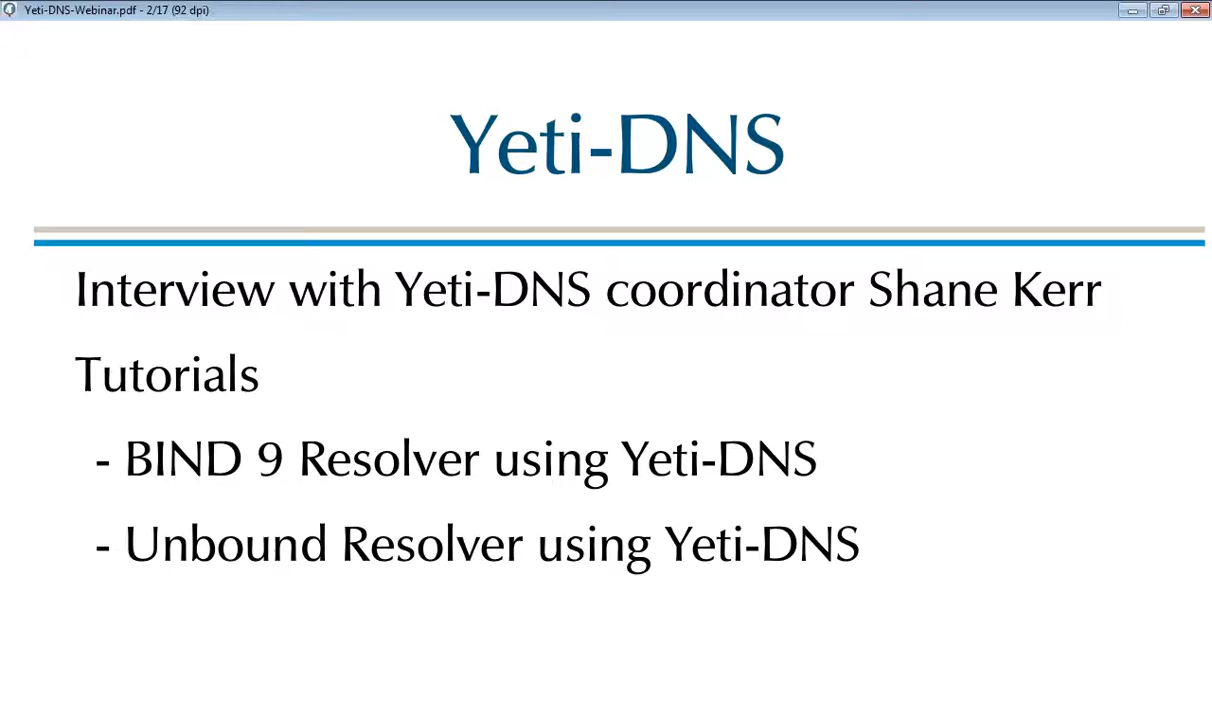 Yeti-DNS-Webinar.pdf - 2/17 (92 dpi)
Yeti-DNS
Interview with Yeti-DNS coordinator Shane Kerr
Tutorials
- BIND 9 Resolver using Yeti-DNS
- Unbound Resolver using Yeti-DNS